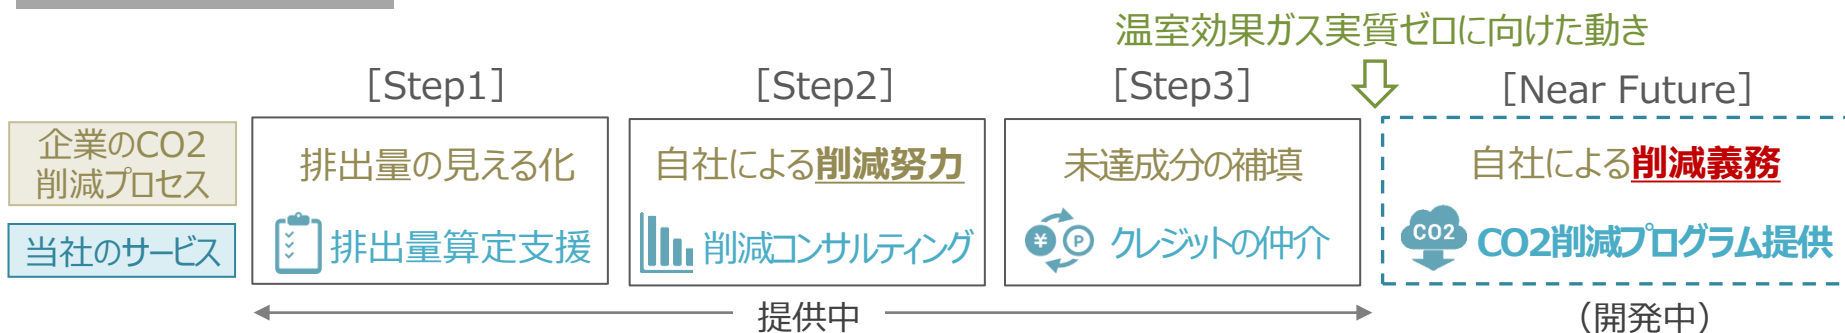 温室効果ガス実質ゼロに向けた動き
[Step1]
[Step2]
[Step3]
[Near Future]
企業のCO2
削減プロセス
排出量の見える化
自社による削減努力
未達成分の補填
自社による削減義務
当社のサービス
排出量算定支援
削減コンサルティング
¥ P
クレジットの仲介
CO2
CO2削減プログラム提供
提供中
（開発中）